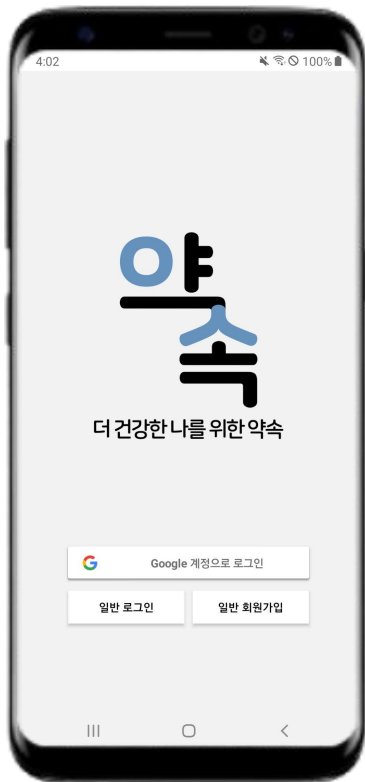 4:02 100%
약
속
더 건강한 나를 위한 약속
G Google 계정으로 로그인
일반 로그인 일반 회원가입